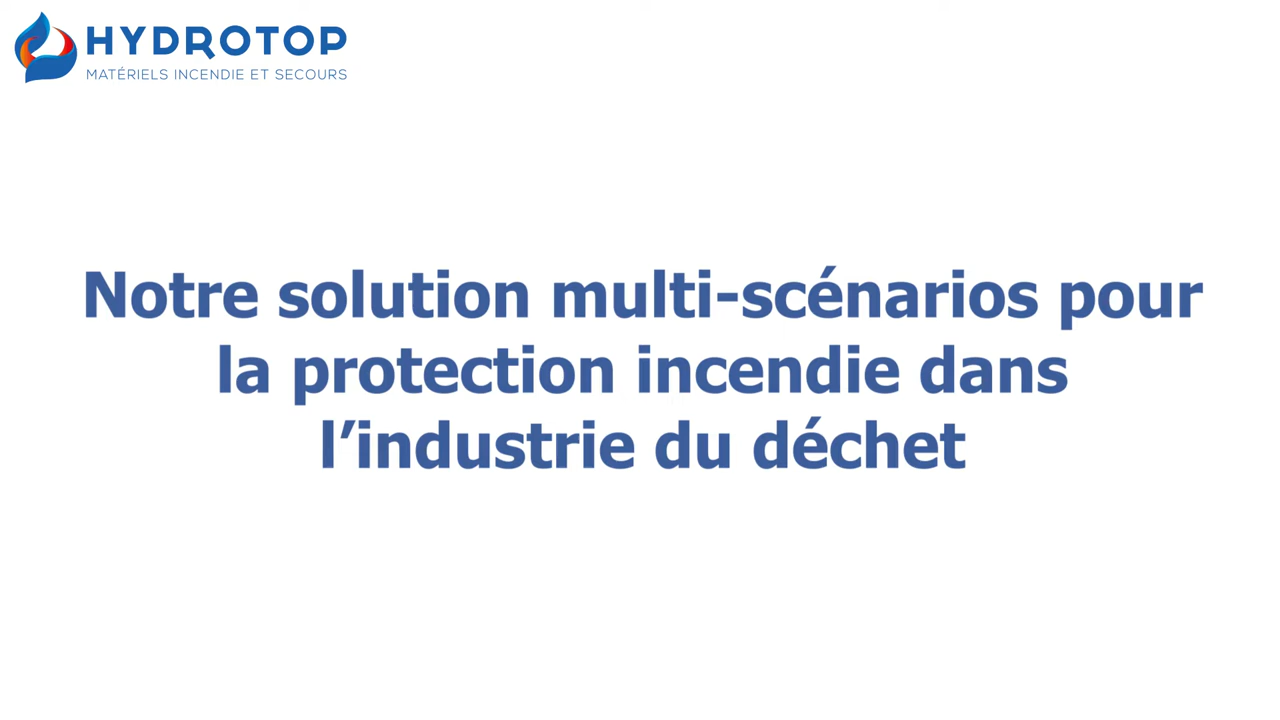 HYDROTOP
MATÉRIELS INCENDIE ET SECOURS
Notre solution multi-scénarios pour
la protection incendie dans
l’industrie du déchet